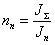 n_n = J_Σ / J_n